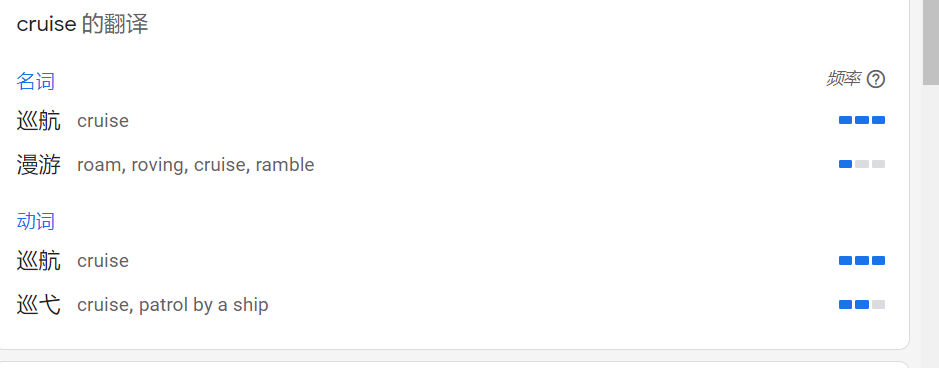 cruise 的翻译
名词 频率 ?
巡航 cruise
漫游 roam, roving, cruise, ramble
动词
巡航 cruise
巡弋 cruise, patrol by a ship